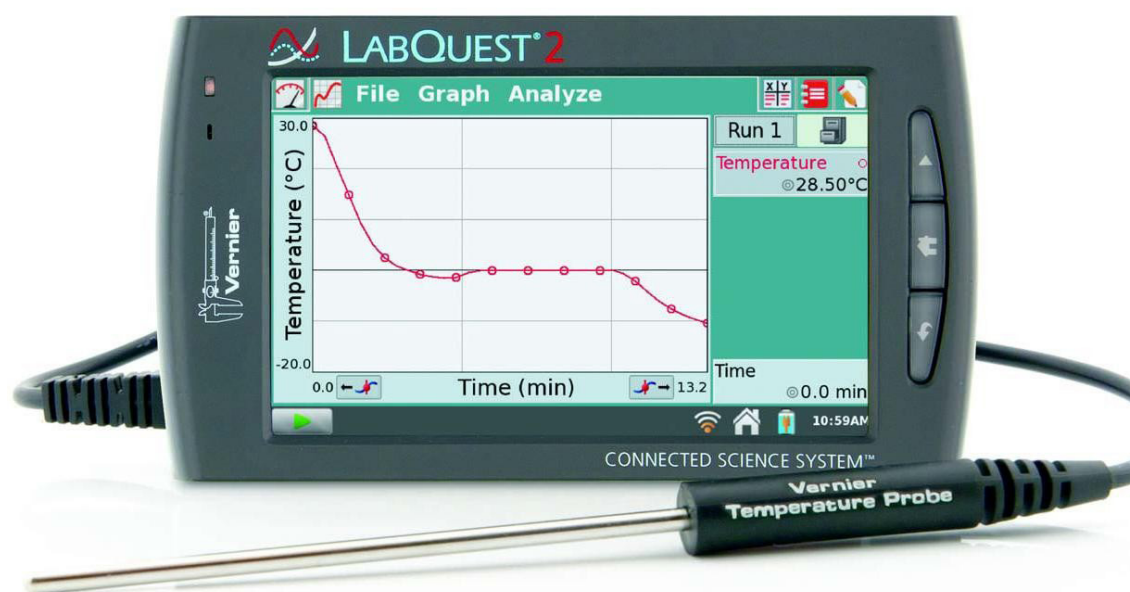 LABQUEST® 2
File Graph Analyze
X Y
30.0
Temperature (°C)
-20.0
0.0
Time (min)
13.2
Run 1
Temperature
28.50°C
Time
0.0 min
10:59AM
Vernier
CONNECTED SCIENCE SYSTEM™
Vernier
Temperature Probe